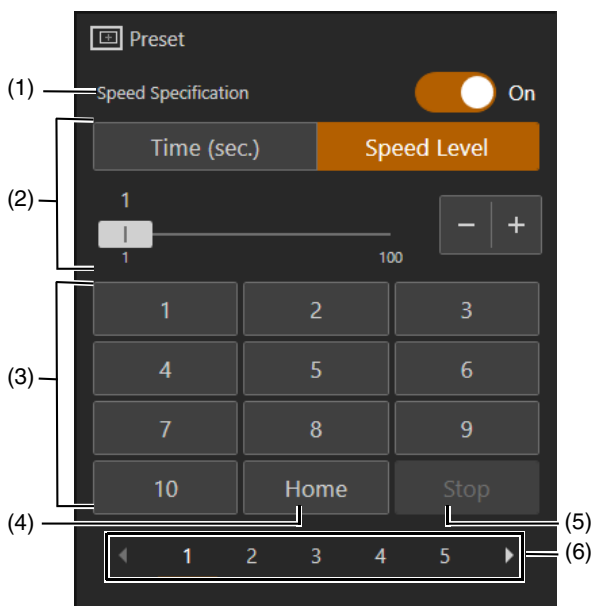 Preset
(1) Speed Specification On
(2) Time (sec.) Speed Level
1
− +
1 100
(3) 1 2 3
4 5 6
7 8 9
10 Home Stop
(4) (5)
1 2 3 4 5 (6)